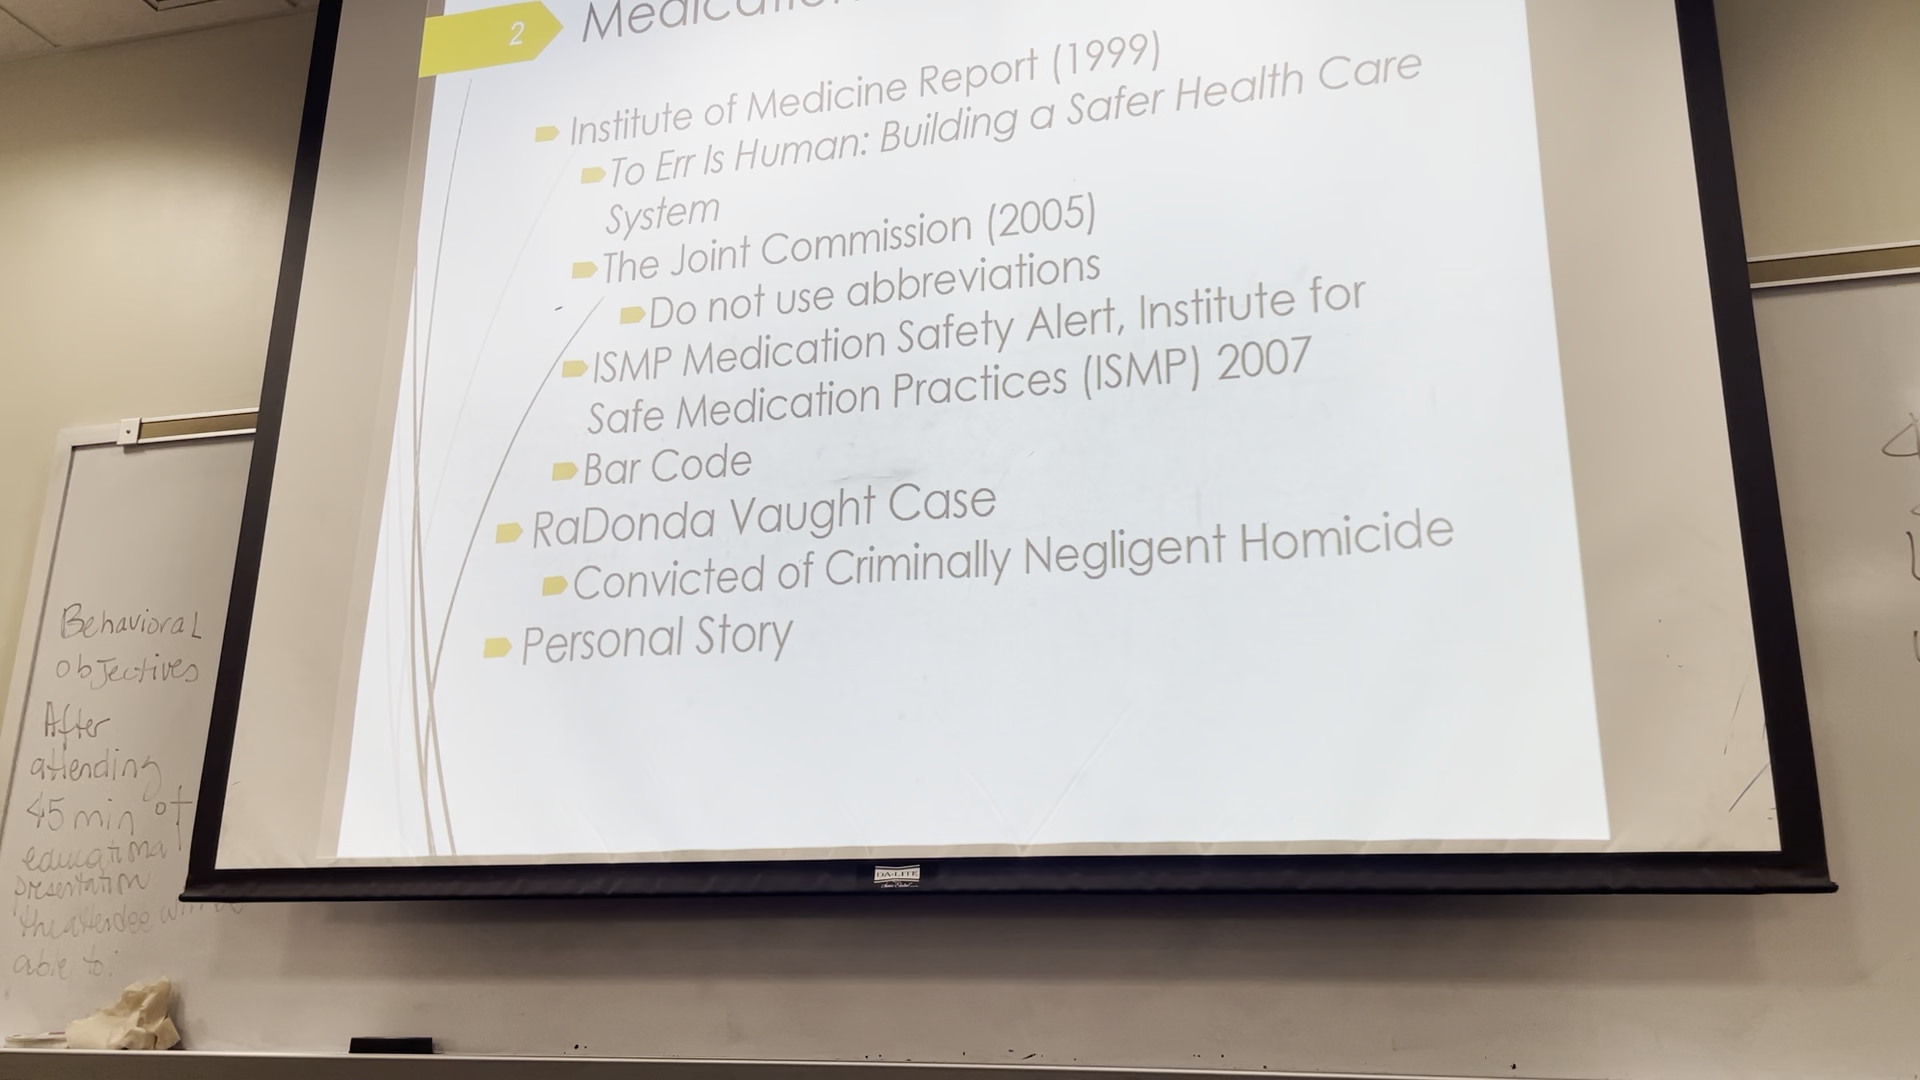 2
Institute of Medicine Report (1999)
To Err Is Human: Building a Safer Health Care
System
The Joint Commission (2005)
Do not use abbreviations
ISMP Medication Safety Alert, Institute for
Safe Medication Practices (ISMP) 2007
Bar Code
RaDonda Vaught Case
Convicted of Criminally Negligent Homicide
Personal Story
Behavioral
objectives
After
attending
45 min of
educational
presentation
the attendee will be
able to:
DA-LITE